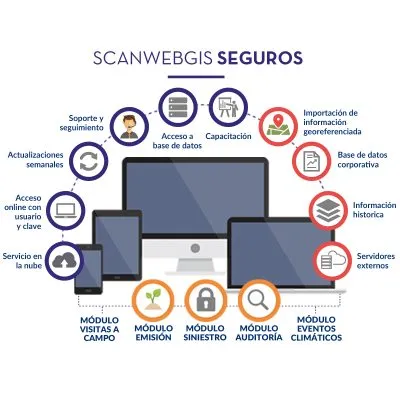 SCANWEBGIS SEGUROS
Soporte y
seguimiento
Acceso a
base de datos
Capacitación
Importación de
información
georeferenciada
Actualizaciones
semanales
Base de datos
corporativa
Acceso
online con
usuario
y clave
Información
historica
Servicio en
la nube
Servidores
externos
MÓDULO
VISITAS A
CAMPO
MÓDULO
EMISIÓN
MÓDULO
SINIESTRO
MÓDULO
AUDITORÍA
MÓDULO
EVENTOS
CLIMÁTICOS